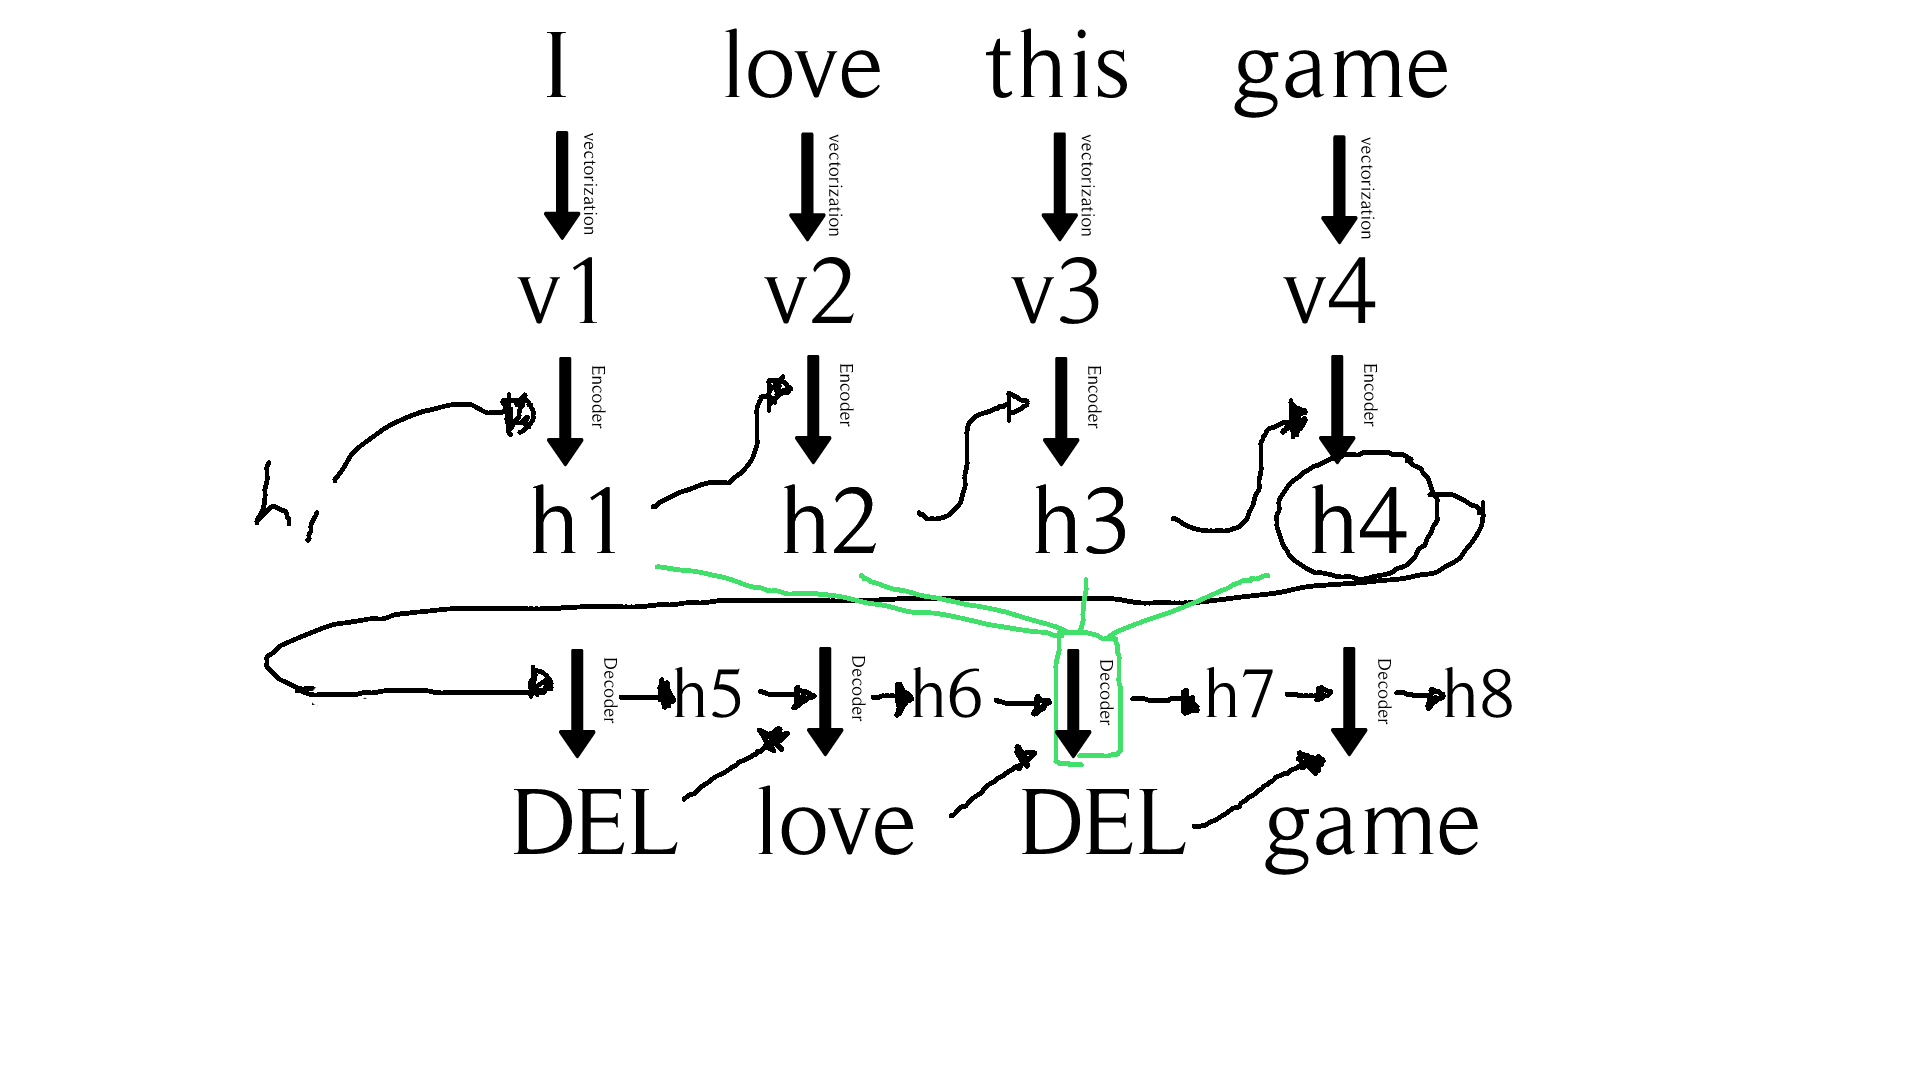 I love this game
vectorization vectorization vectorization vectorization
v1 v2 v3 v4
Encoder Encoder Encoder Encoder
h1 h2 h3 h4
Decoder h5 Decoder h6 Decoder h7 Decoder h8
DEL love DEL game